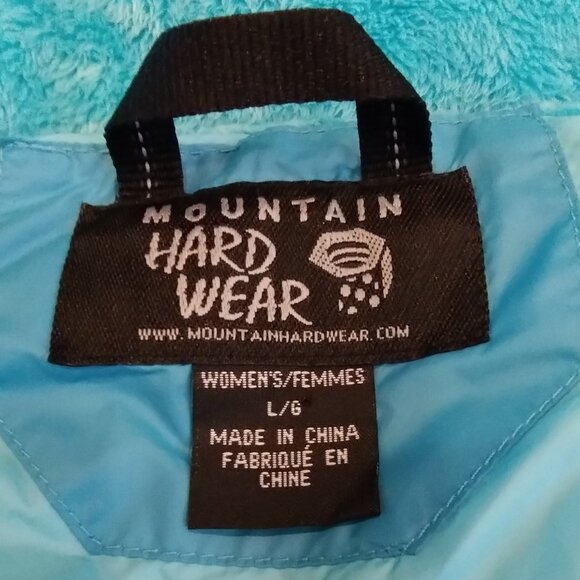 MOUNTAIN
HARD
WEAR
WWW.MOUNTAINHARDWEAR.COM
WOMEN'S/FEMMES
L/G
MADE IN CHINA
FABRIQUÉ EN
CHINE